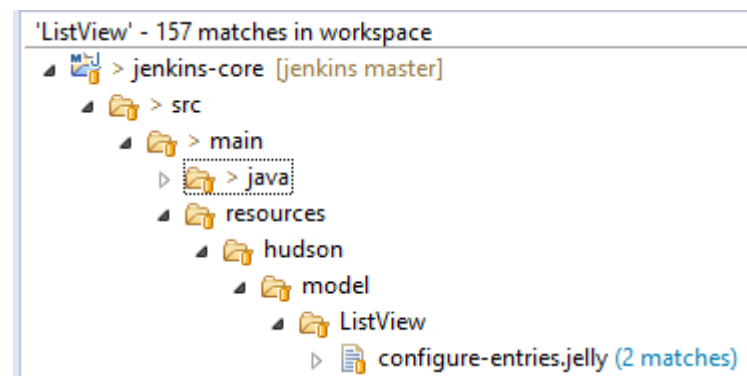 'ListView' - 157 matches in workspace
> jenkins-core [jenkins master]
> src
> main
> java
resources
hudson
model
ListView
configure-entries.jelly (2 matches)